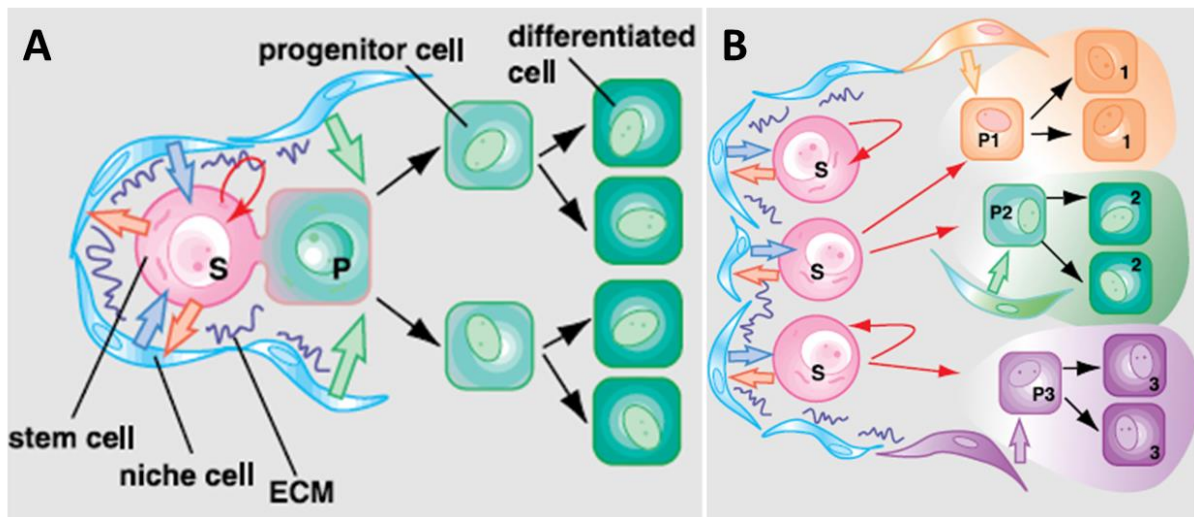 A
progenitor cell
differentiated
cell
S
P
stem cell
niche cell
ECM
B
S
S
S
P1
1
1
P2
2
2
P3
3
3